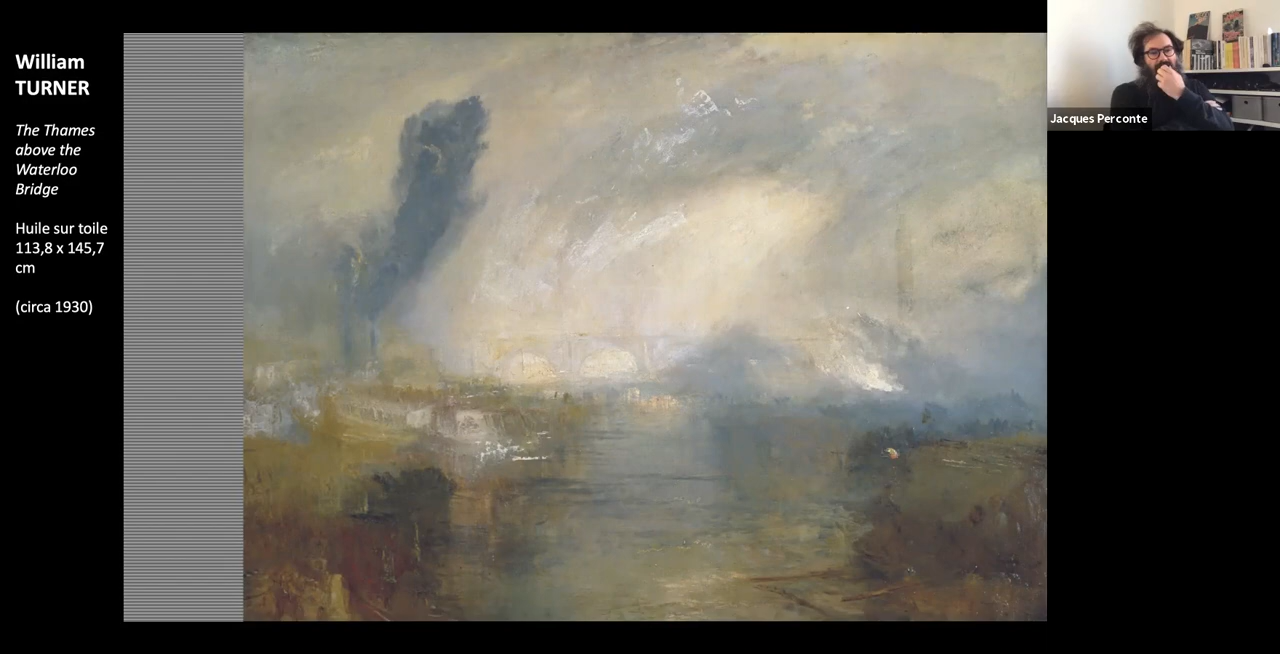 William
TURNER
The Thames
above the
Waterloo
Bridge
Huile sur toile
113,8 x 145,7
cm
(circa 1930)
Jacques Perconte